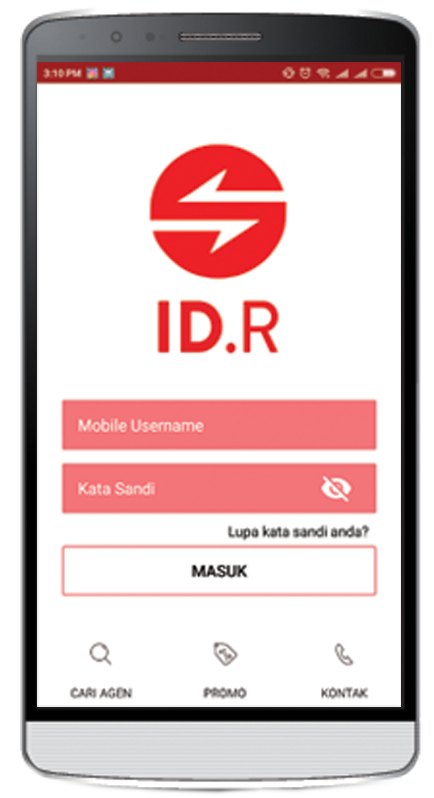 3:10 PM
ID.R
Mobile Username
Kata Sandi
Lupa kata sandi anda?
MASUK
CARI AGEN
PROMO
KONTAK